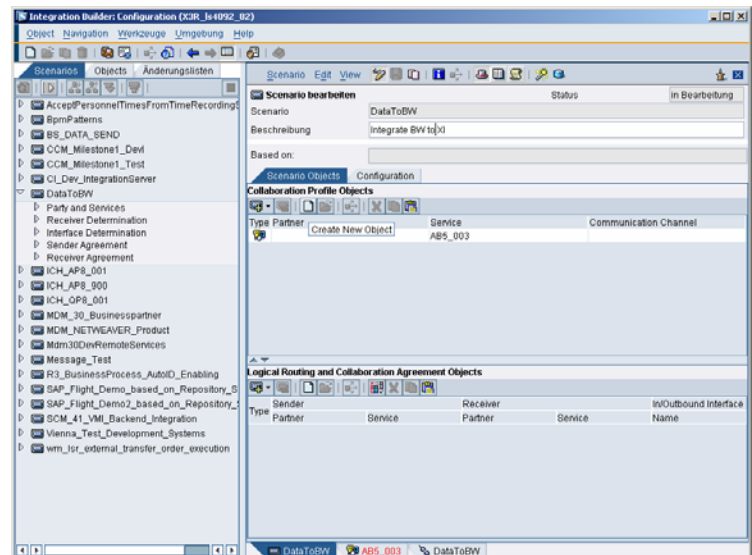 Integration Builder: Configuration (X3R_ls4092_02)
Object Navigation Werkzeuge Umgebung Help
Scenarios Objects Änderungslisten
AcceptPersonnelTimesFromTimeRecordingS
BpmPatterns
BS_DATA_SEND
CCM_Milestone1_Devl
CCM_Milestone1_Test
CI_Dev_IntegrationServer
DataToBW
Party and Services
Receiver Determination
Interface Determination
Sender Agreement
Receiver Agreement
ICH_AP8_001
ICH_AP8_900
ICH_QP8_001
MDM_30_Businesspartner
MDM_NETWEAVER_Product
Mdm30DevRemoteServices
Message_Test
R3_BusinessProcess_AutoID_Enabling
SAP_Flight_Demo_based_on_Repository_S
SAP_Flight_Demo2_based_on_Repository_S
SCM_41_VMI_Backend_Integration
Vienna_Test_Development_Systems
wm_lsr_external_transfer_order_execution
Scenario Edit View
Scenario bearbeiten Status in Bearbeitung
Scenario DataToBW
Beschreibung Integrate BW to XI
Based on:
Scenario Objects Configuration
Collaboration Profile Objects
Type Partner Service Communication Channel
Create New Object
AB5_003
Logical Routing and Collaboration Agreement Objects
Type Sender Receiver In/Outbound Interface
Partner Service Partner Service Name
DataToBW AB5_003 DataToBW